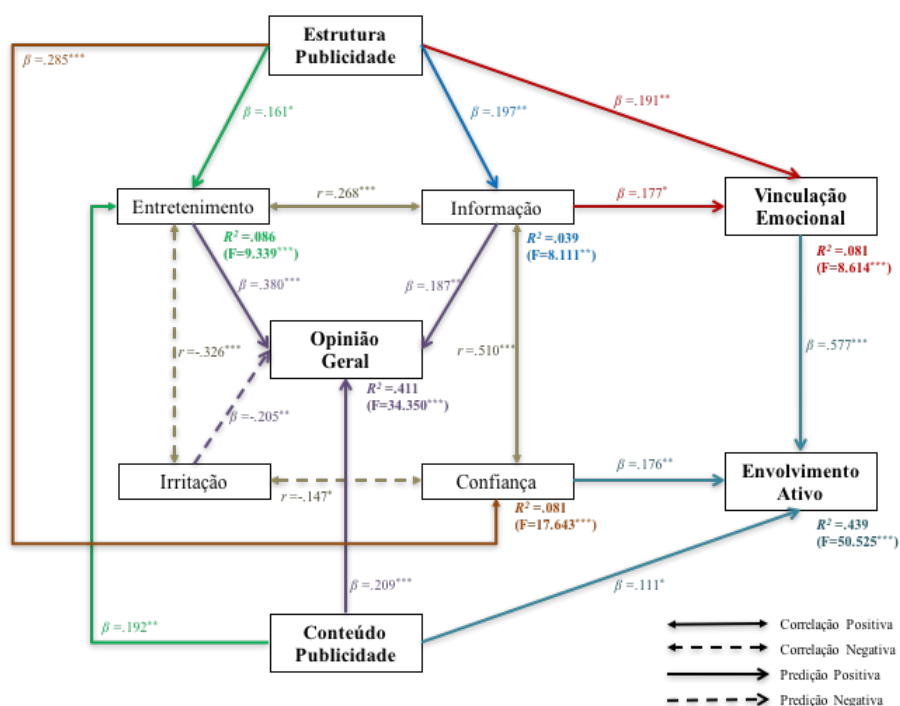 Estrutura
Publicidade
β =.285***
β =.161*
β =.197**
β =.191**
Entretenimento
r=.268***
Informação
β =.177*
Vinculação
Emocional
R² =.086
(F=9.339***)
R² =.039
(F=8.111**)
R² =.081
(F=8.614***)
β =.380***
β =.187**
Opinião
Geral
r=-.326***
r=.510***
β =.577***
R² =.411
(F=34.350***)
β =-.205**
Irritação
r=-.147*
Confiança
β =.176**
Envolvimento
Ativo
R² =.081
(F=17.643***)
R² =.439
(F=50.525***)
β =.209***
β =.111*
β =.192**
Conteúdo
Publicidade
Correlação Positiva
Correlação Negativa
Predição Positiva
Predição Negativa